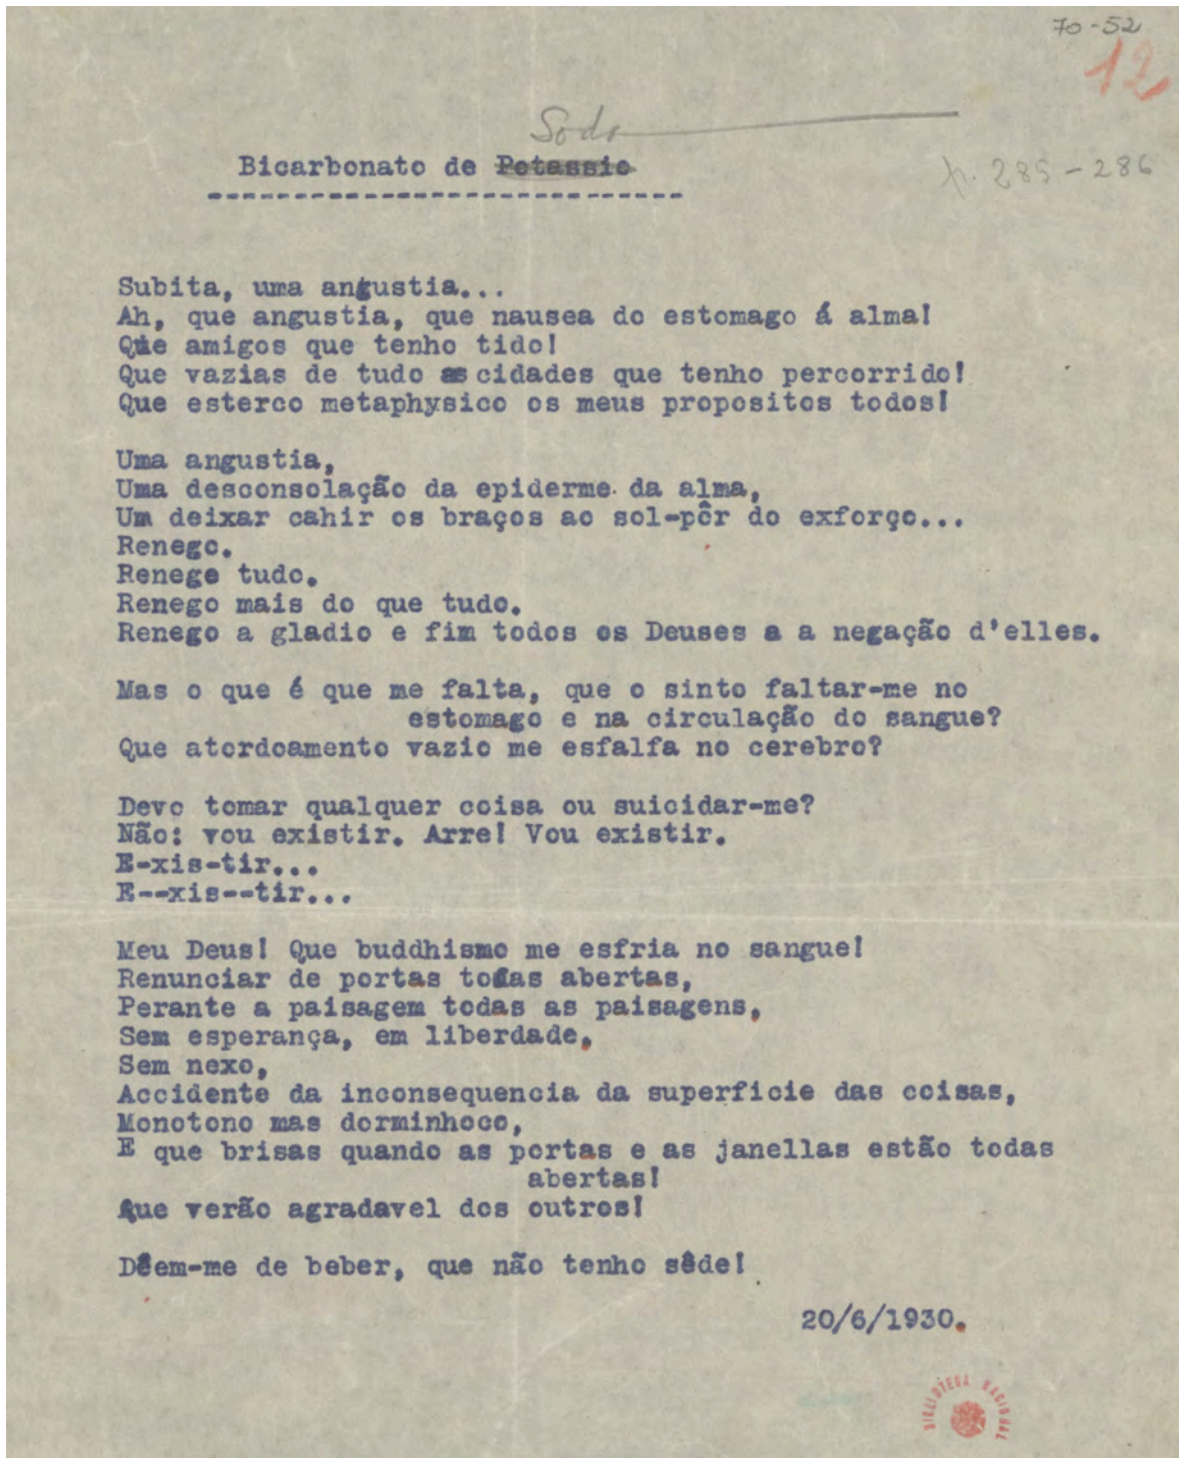 70-52
12
Soda
Bicarbonato de Potassio
p. 285-286
Subita, uma angustia...
Ah, que angustia, que nausea do estomago á alma!
Que amigos que tenho tido!
Que vazias de tudo as cidades que tenho percorrido!
Que esterco metaphysico os meus propositos todos!
Uma angustia,
Uma desconsolação da epiderme da alma,
Um deixar cahir os braços ao sol-pôr do exforço...
Renego.
Renege tudo.
Renego mais do que tudo.
Renego a gladio e fim todos os Deuses a a negação d'elles.
Mas o que é que me falta, que o sinto faltar-me no
estomago e na circulação do sangue?
Que atordoamento vazio me esfalfa no cerebro?
Devo tomar qualquer coisa ou suicidar-me?
Não: vou existir. Arre! Vou existir.
E-xis-tir...
E--xis--tir...
Meu Deus! Que buddhismo me esfria no sangue!
Renunciar de portas todas abertas,
Perante a paisagem todas as paisagens,
Sem esperança, em liberdade,
Sem nexo,
Accidente da inconsequencia da superficie das coisas,
Monotono mas dorminhoco,
E que brisas quando as portas e as janellas estão todas
abertas!
Que verão agradavel dos outros!
Dêem-me de beber, que não tenho sêde!
20/6/1930.
BIBLIOTECA NACIONAL